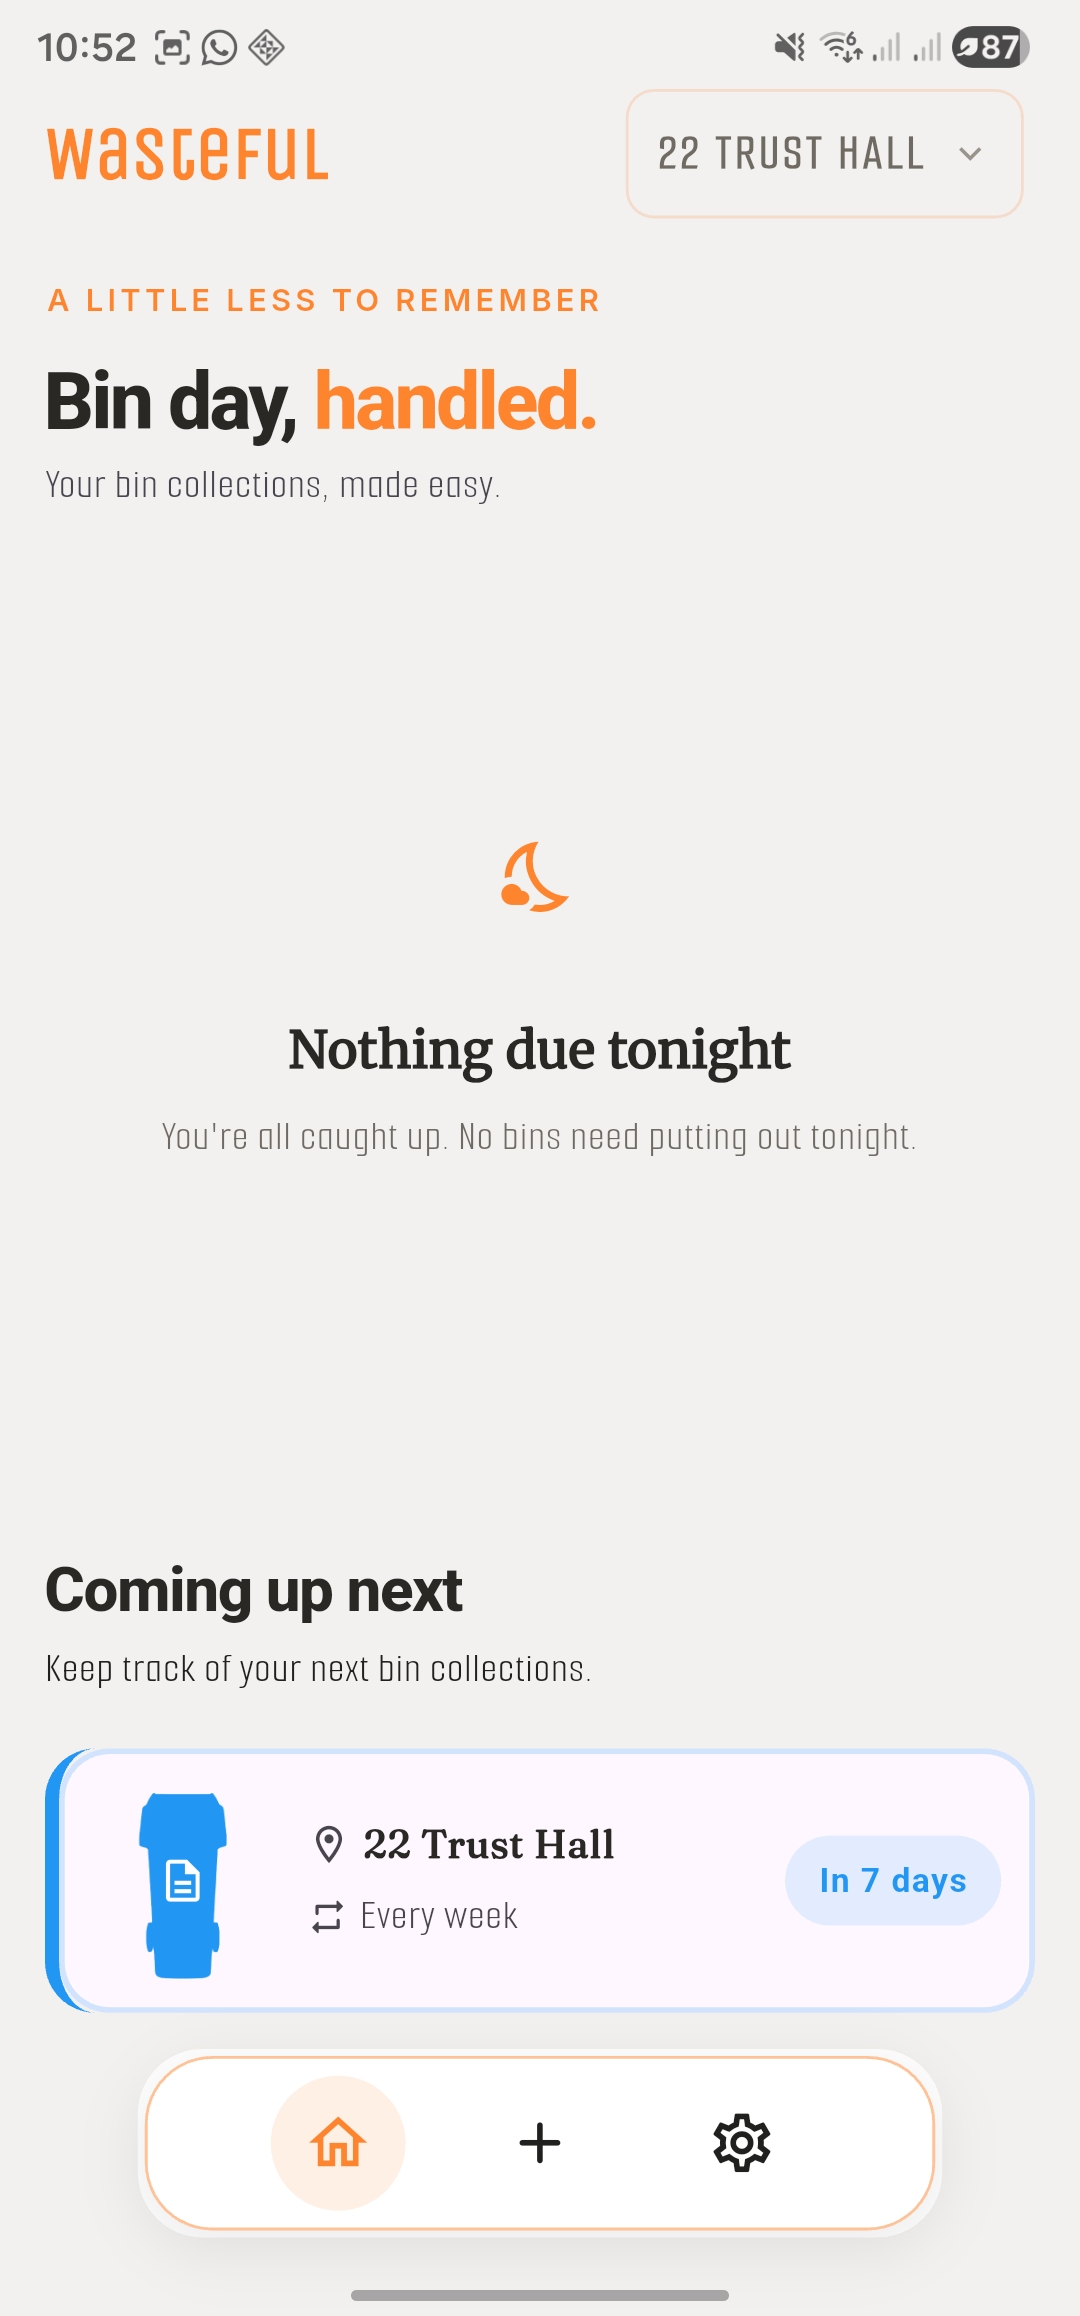 10:52
6
87
wasteful
22 TRUST HALL
A LITTLE LESS TO REMEMBER
Bin day, handled.
Your bin collections, made easy.
Nothing due tonight
You're all caught up. No bins need putting out tonight.
Coming up next
Keep track of your next bin collections.
22 Trust Hall
In 7 days
Every week